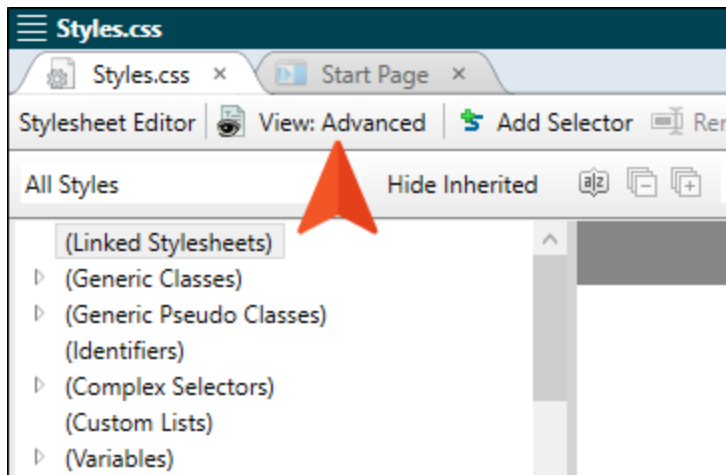 Styles.css
Styles.css × Start Page ×
Stylesheet Editor View: Advanced Add Selector
All Styles Hide Inherited a z
(Linked Stylesheets)
(Generic Classes)
(Generic Pseudo Classes)
(Identifiers)
(Complex Selectors)
(Custom Lists)
(Variables)